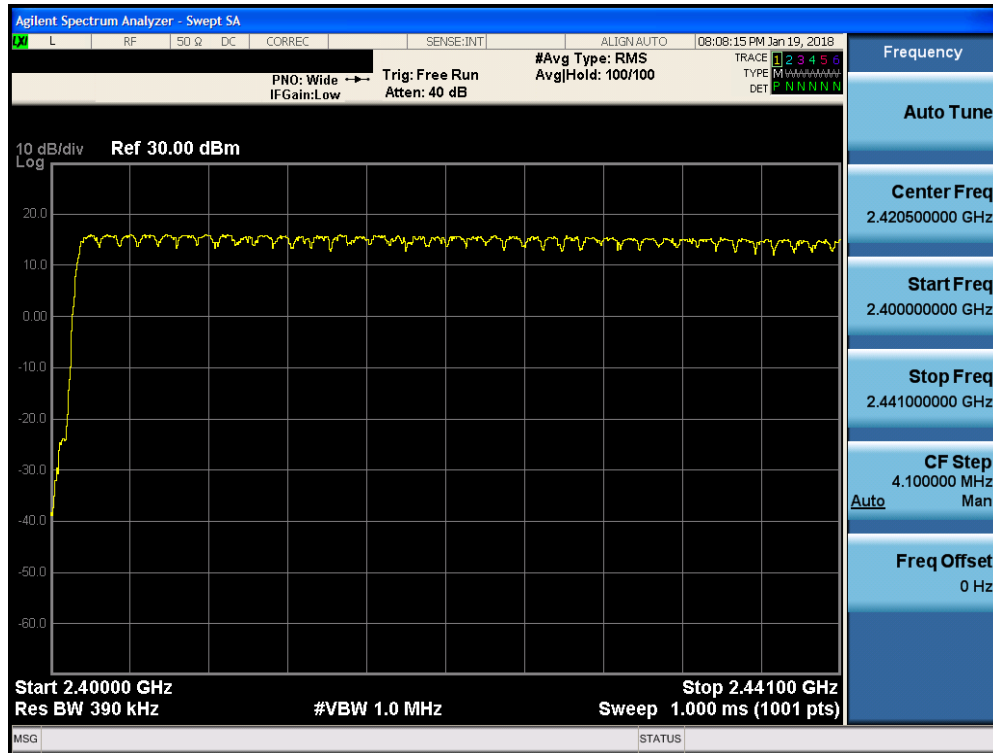 Agilent Spectrum Analyzer - Swept SA
LXI L RF 50 Ω DC CORREC SENSE:INT ALIGN AUTO 08:08:15 PM Jan 19, 2018
#Avg Type: RMS TRACE 1 2 3 4 5 6
PNO: Wide Trig: Free Run Avg|Hold: 100/100 TYPE M WWWWW
IFGain:Low Atten: 40 dB DET P N N N N N
10 dB/div Ref 30.00 dBm
Log
20.0
10.0
0.00
-10.0
-20.0
-30.0
-40.0
-50.0
-60.0
Start 2.40000 GHz Stop 2.44100 GHz
Res BW 390 kHz #VBW 1.0 MHz Sweep 1.000 ms (1001 pts)
MSG STATUS
Frequency
Auto Tune
Center Freq
2.420500000 GHz
Start Freq
2.400000000 GHz
Stop Freq
2.441000000 GHz
CF Step
4.100000 MHz
Auto Man
Freq Offset
0 Hz